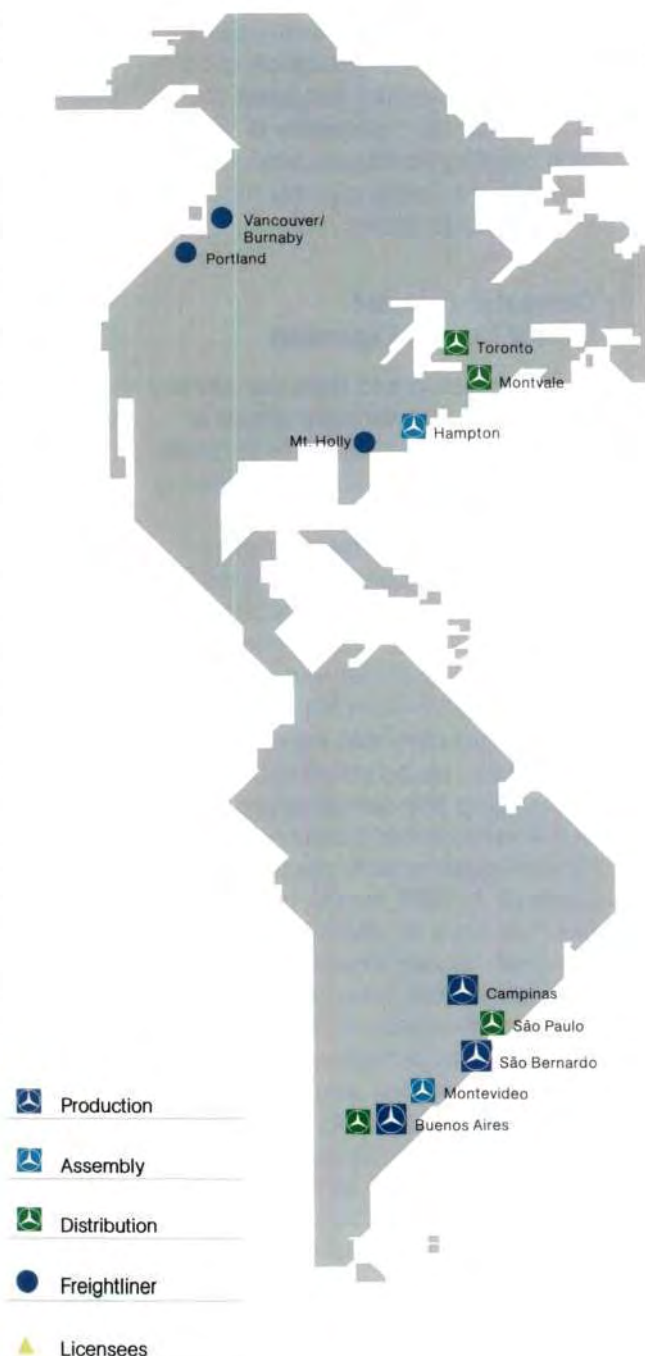 Vancouver/
Burnaby
Portland
Toronto
Montvale
Hampton
Mt. Holly
Campinas
São Paulo
São Bernardo
Montevideo
Buenos Aires
Production
Assembly
Distribution
Freightliner
Licensees